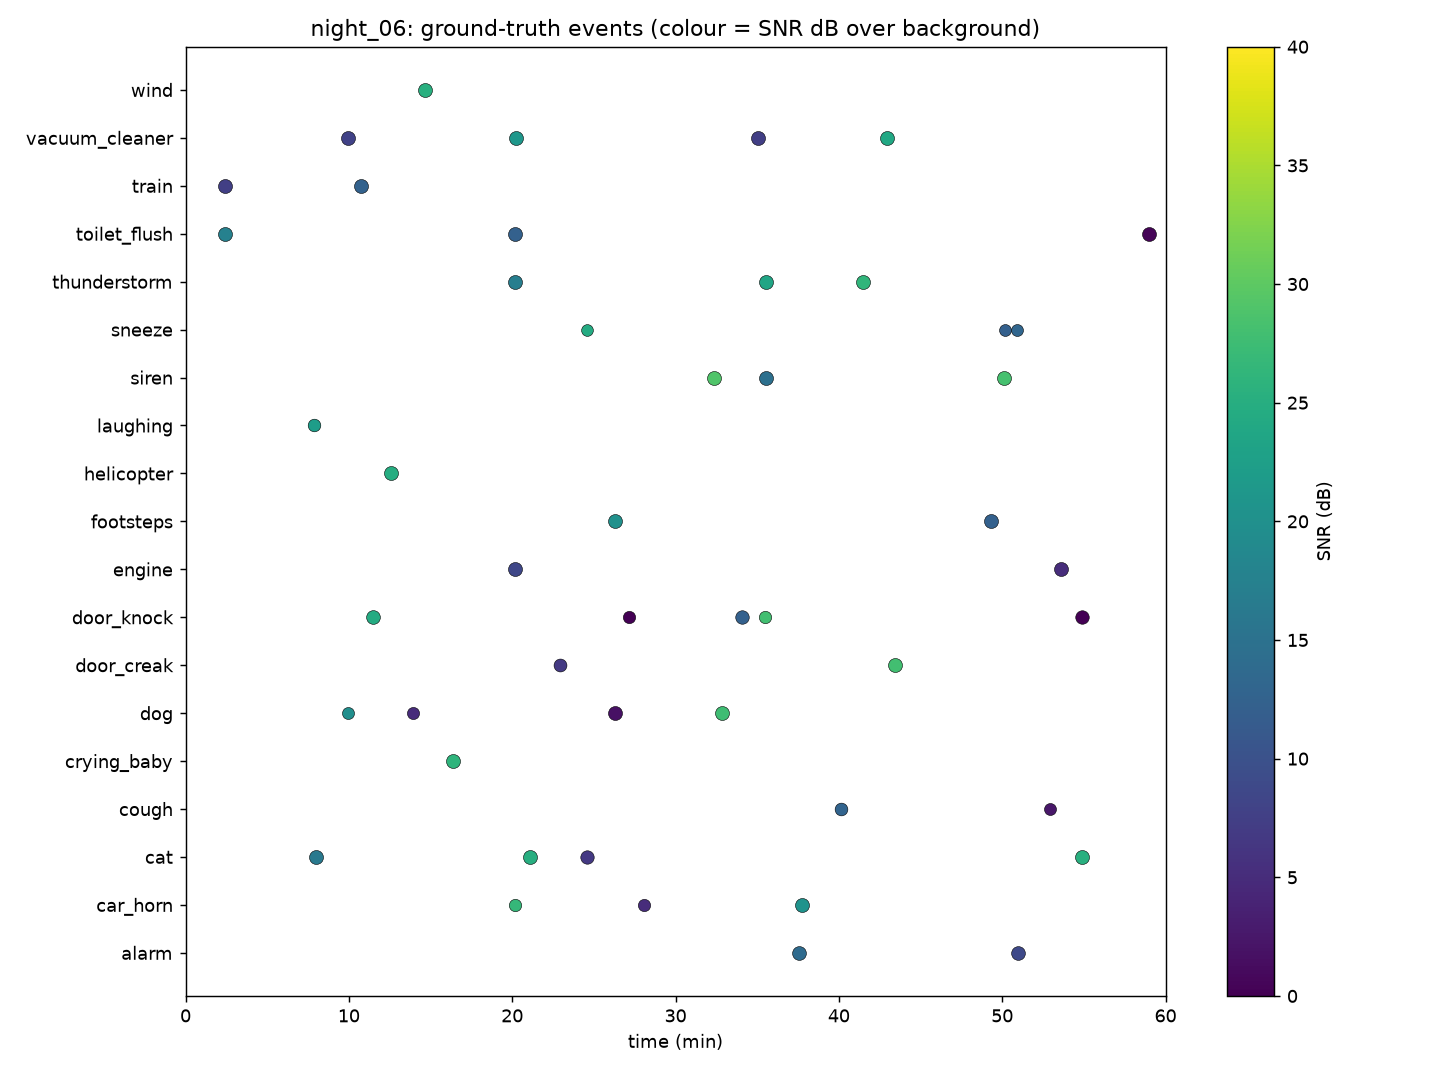 night_06: ground-truth events (colour = SNR dB over background)
wind
vacuum_cleaner
train
toilet_flush
thunderstorm
sneeze
siren
laughing
helicopter
footsteps
engine
door_knock
door_creak
dog
crying_baby
cough
cat
car_horn
alarm
0 10 20 30 40 50 60
time (min)
40
35
30
25
20
15
10
5
0
SNR (dB)